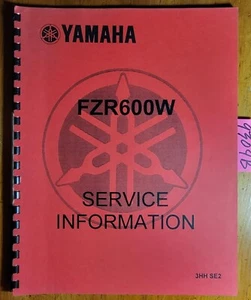 YAMAHA
FZR600W
SERVICE
INFORMATION
3HH SE2